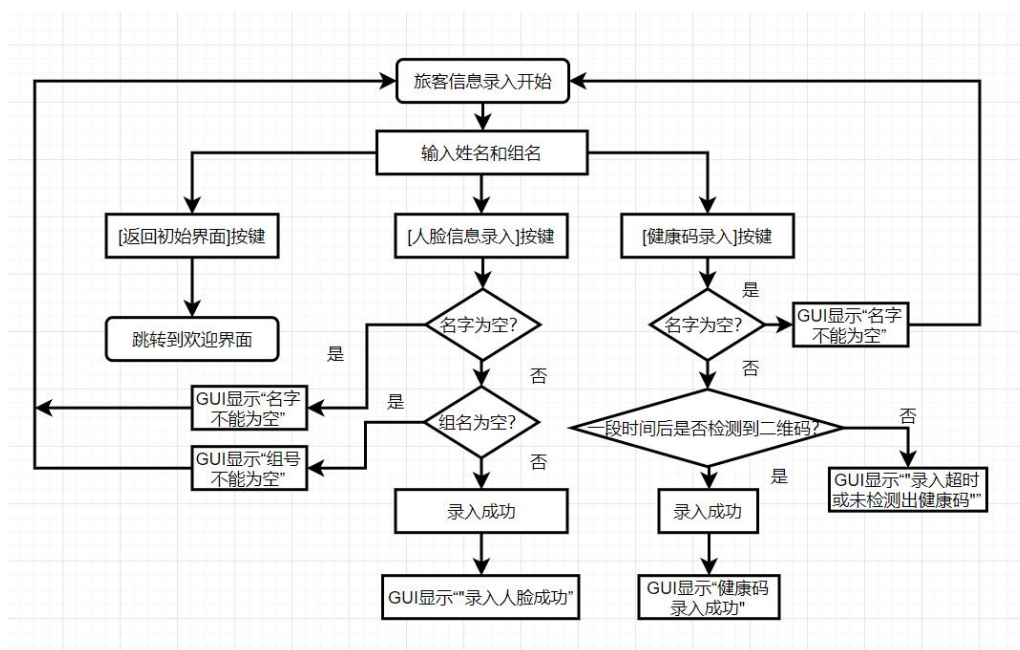 旅客信息录入开始
输入姓名和组名
[返回初始界面]按键
[人脸信息录入]按键
[健康码录入]按键
是
GUI显示“名字
不能为空”
名字为空?
名字为空?
跳转到欢迎界面
是
否
否
GUI显示“名字
不能为空”
是
组名为空?
一段时间后是否检测到二维码?
否
GUI显示“组号
不能为空”
否
是
GUI显示“"录入超时
或未检测出健康码"”
录入成功
录入成功
GUI显示“"录入人脸成功”
GUI显示“健康码
录入成功"